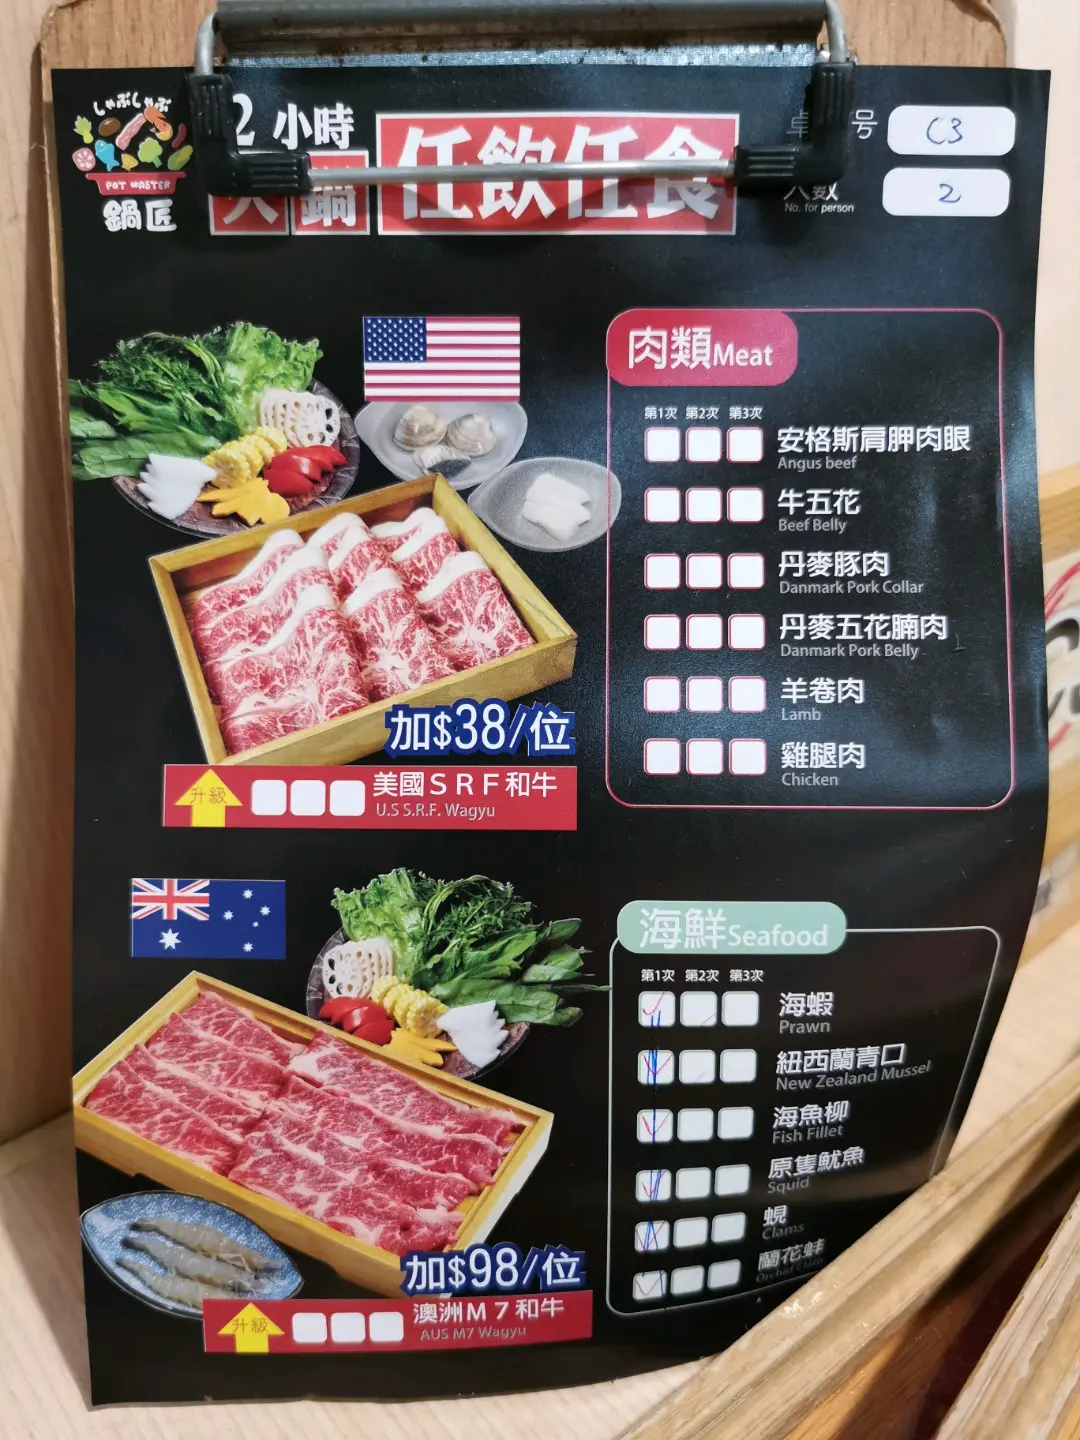 しゃぶしゃぶ
POT MASTER
鍋匠
2小時
火鍋
任飲任食
号
C3
人數
No. for person
2
肉類Meat
第1次 第2次 第3次
安格斯肩胛肉眼
Angus beef
牛五花
Beef Belly
丹麥豚肉
Danmark Pork Collar
丹麥五花腩肉
Danmark Pork Belly
羊卷肉
Lamb
雞腿肉
Chicken
加$38/位
升級
美國SRF和牛
U.S S.R.F. Wagyu
海鮮Seafood
第1次 第2次 第3次
海蝦
Prawn
紐西蘭青口
New Zealand Mussel
海魚柳
Fish Fillet
原隻魷魚
Squid
蜆
Clams
蘭花蚌
Orchid Clam
加$98/位
升級
澳洲M7和牛
AUS M7 Wagyu